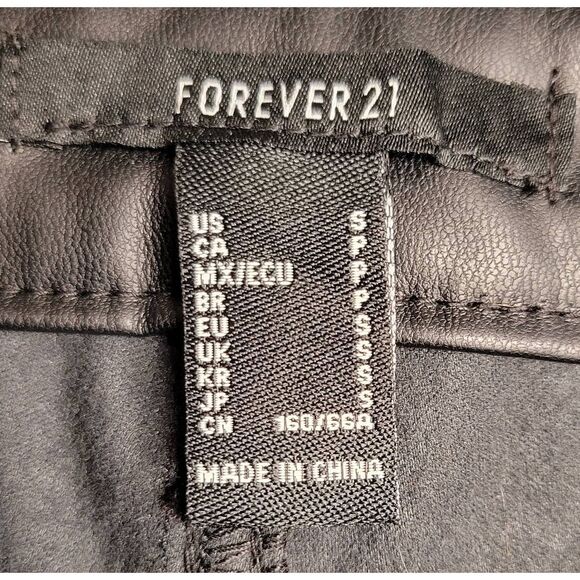 FOREVER 21
US S
CA P
MX/ECU P
BR P
EU S
UK S
KR S
JP S
CN 160/66A
MADE IN CHINA